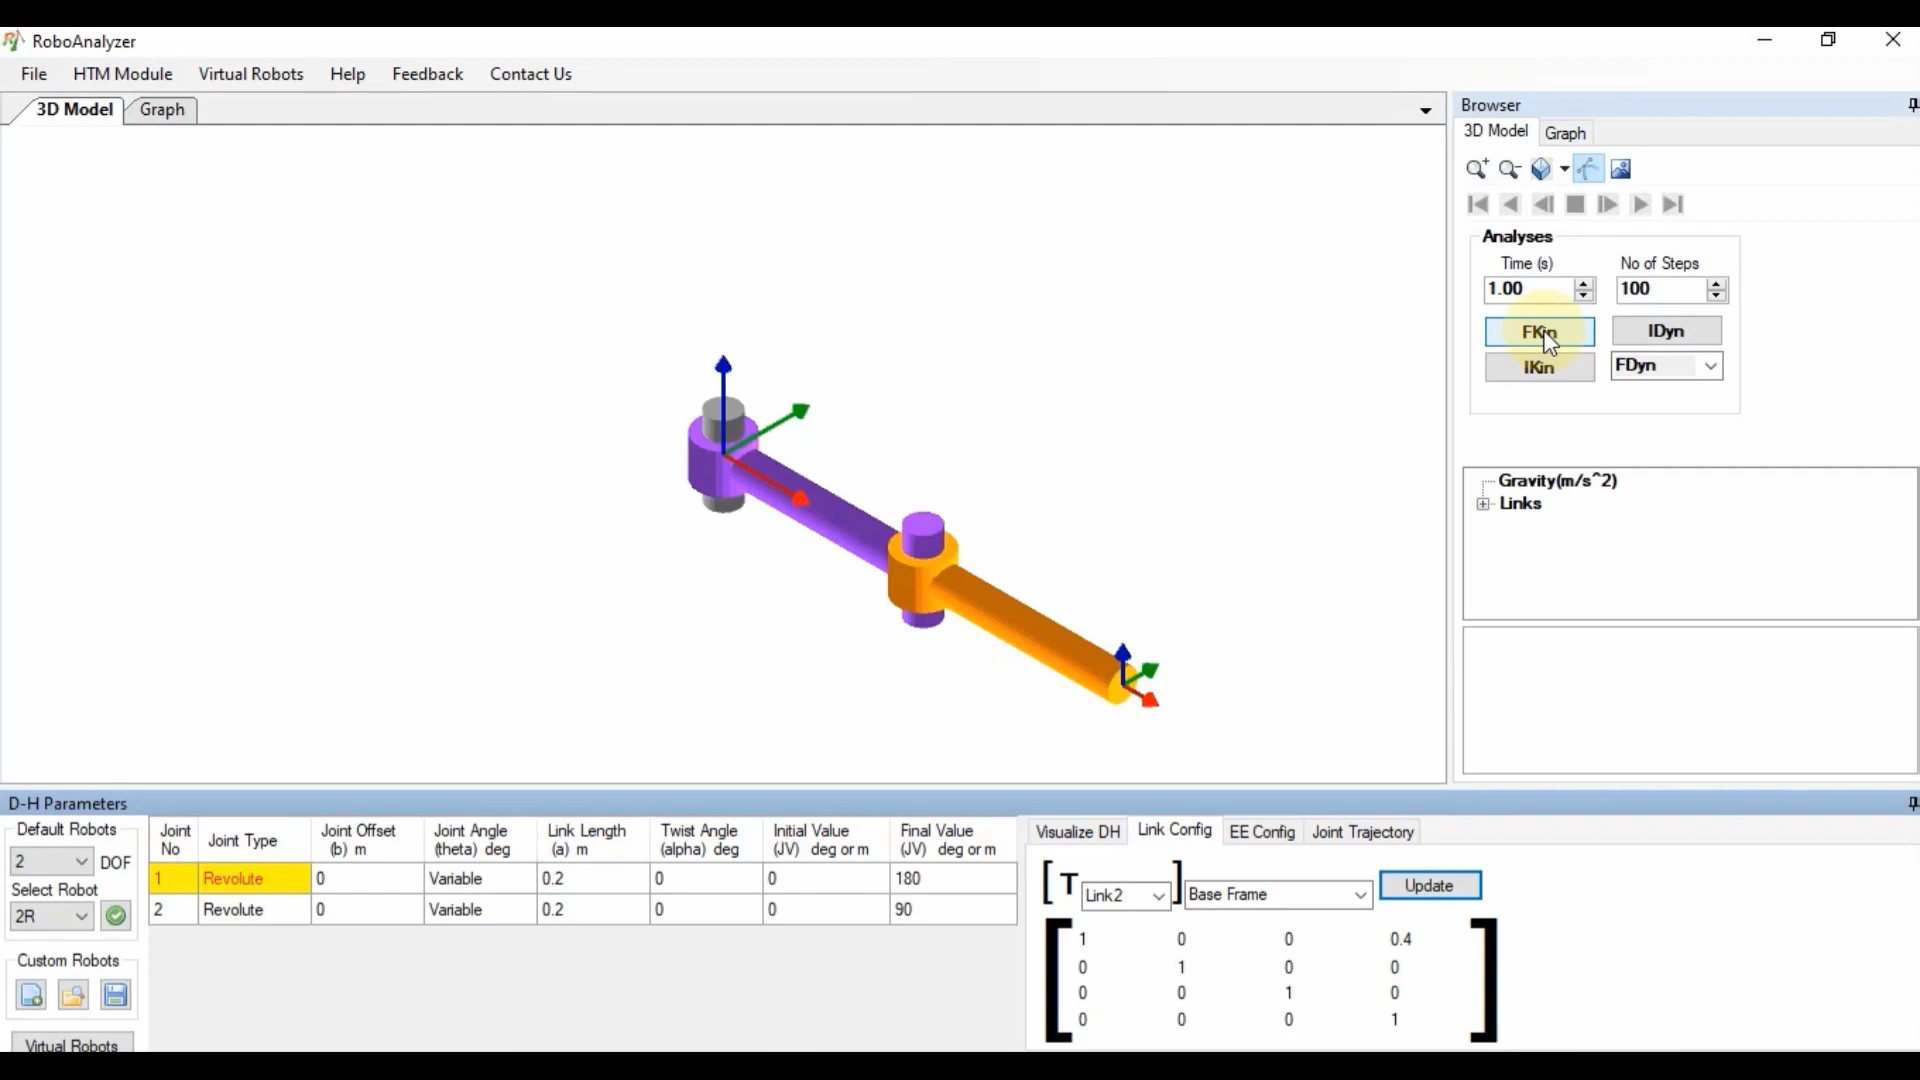 RoboAnalyzer
File HTM Module Virtual Robots Help Feedback Contact Us
3D Model Graph
Browser
3D Model Graph
Analyses
Time (s) No of Steps
1.00 100
FKin IDyn
IKin FDyn
Gravity(m/s^2)
Links
D-H Parameters
Default Robots
2 DOF
Select Robot
2R
Custom Robots
Virtual Robots
Joint No Joint Type Joint Offset (b) m Joint Angle (theta) deg Link Length (a) m Twist Angle (alpha) deg Initial Value (JV) deg or m Final Value (JV) deg or m
1 Revolute 0 Variable 0.2 0 0 180
2 Revolute 0 Variable 0.2 0 0 90
Visualize DH Link Config EE Config Joint Trajectory
[T Link2 ] Base Frame Update
1 0 0 0.4
0 1 0 0
0 0 1 0
0 0 0 1